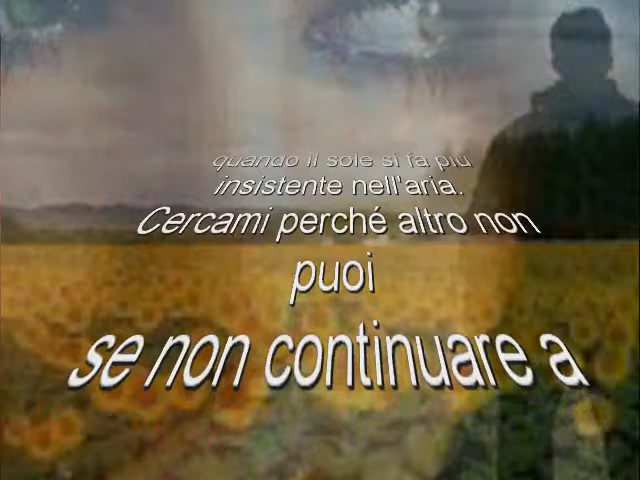 quando il sole si fa più
insistente nell'aria.
Cercami perché altro non
puoi
se non continuare a